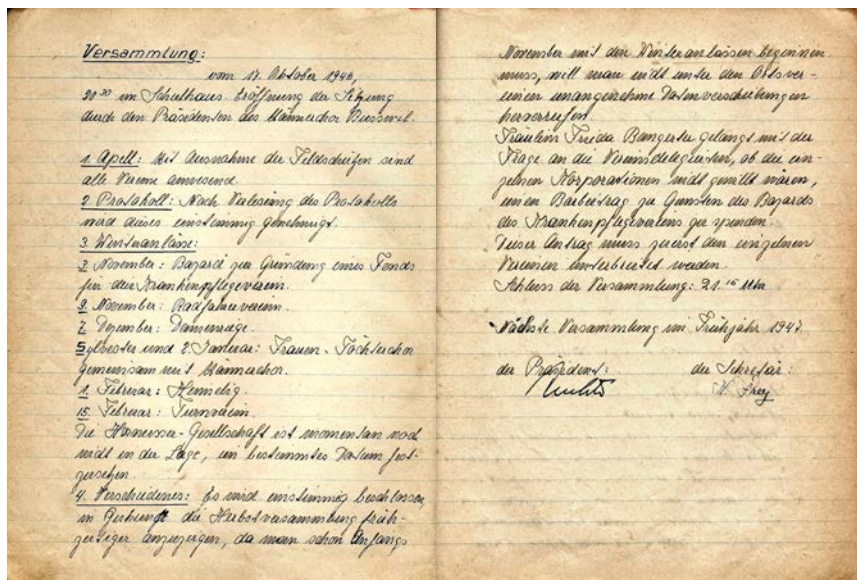 Versammlung:
vom 17. Oktober 1946,
20³⁰ im Schulhaus. Eröffnung der Sitzung
durch den Präsidenten des Männerchor Busswil.
1. Apell: Mit Ausnahme der Feldschützen sind
alle Vereine anwesend.
2. Protokoll: Nach Verlesung des Protokolls
wird dieses einstimmig genehmigt.
3. Winteranlässe:
2. November: Bazard zur Gründung eines Fonds
für den Krankenpflegeverein.
9. November: Radfahrerverein.
7. Dezember: Damenriege.
Sylvester und 2. Januar: Frauen. Töchterchor
gemeinsam mit Männerchor.
1. Februar: Heimelig.
15. Februar: Turnverein.
Die Hornusser-Gesellschaft ist momentan noch
nicht in der Lage, ein bestimmtes Datum fest-
zusetzen.
4. Verschiedenes: Es wird einstimmig beschlossen,
in Zukunft die Herbstversammlung früh-
zeitiger anzuzeigen, da man schon Anfangs
November mit den Winteranlässen beginnen
muss, will man nicht unter den Ortsver-
einen unangenehme Datenverschiebungen
hervorrufen.
Fräulein Frieda Bangerter gelangt mit der
Frage an die Vereinsdelegierten, ob die ein-
zelnen Korporationen nicht gewillt wären,
einen Barbeitrag zu Gunsten des Bazards
des Krankenpflegevereins zu spenden.
Dieser Antrag muss zuerst den einzelnen
Vereinen unterbreitet werden.
Schluss der Versammlung: 21.¹⁵ Uhr
Nächste Versammlung im Frühjahr 1947.
der Präsident: der Sekretär:
Frey